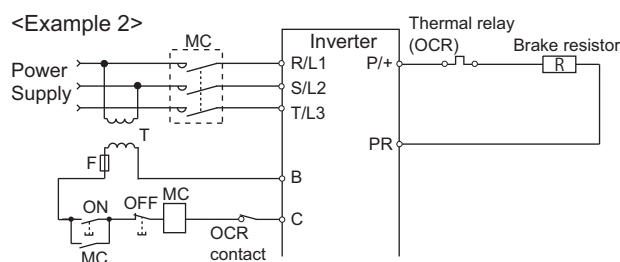 <Example 2>
Thermal relay
(OCR)
Brake resistor
MC
Inverter
Power
Supply
R/L1
P/+
R
S/L2
T/L3
T
PR
F
B
ON
OFF
MC
C
OCR
contact
MC